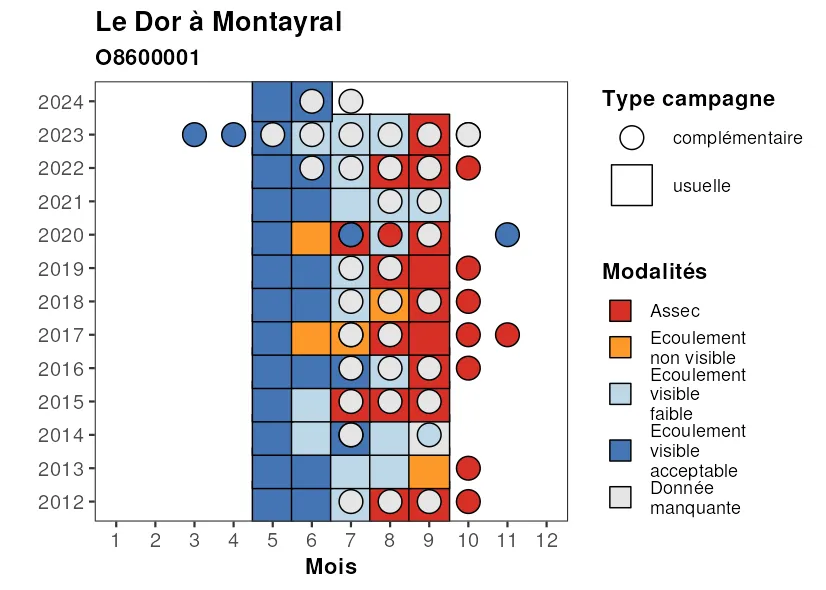 Le Dor à Montayral
O8600001
2024
2023
2022
2021
2020
2019
2018
2017
2016
2015
2014
2013
2012
1 2 3 4 5 6 7 8 9 10 11 12
Mois
Type campagne
complémentaire
usuelle
Modalités
Assec
Ecoulement
non visible
Ecoulement
visible
faible
Ecoulement
visible
acceptable
Donnée
manquante